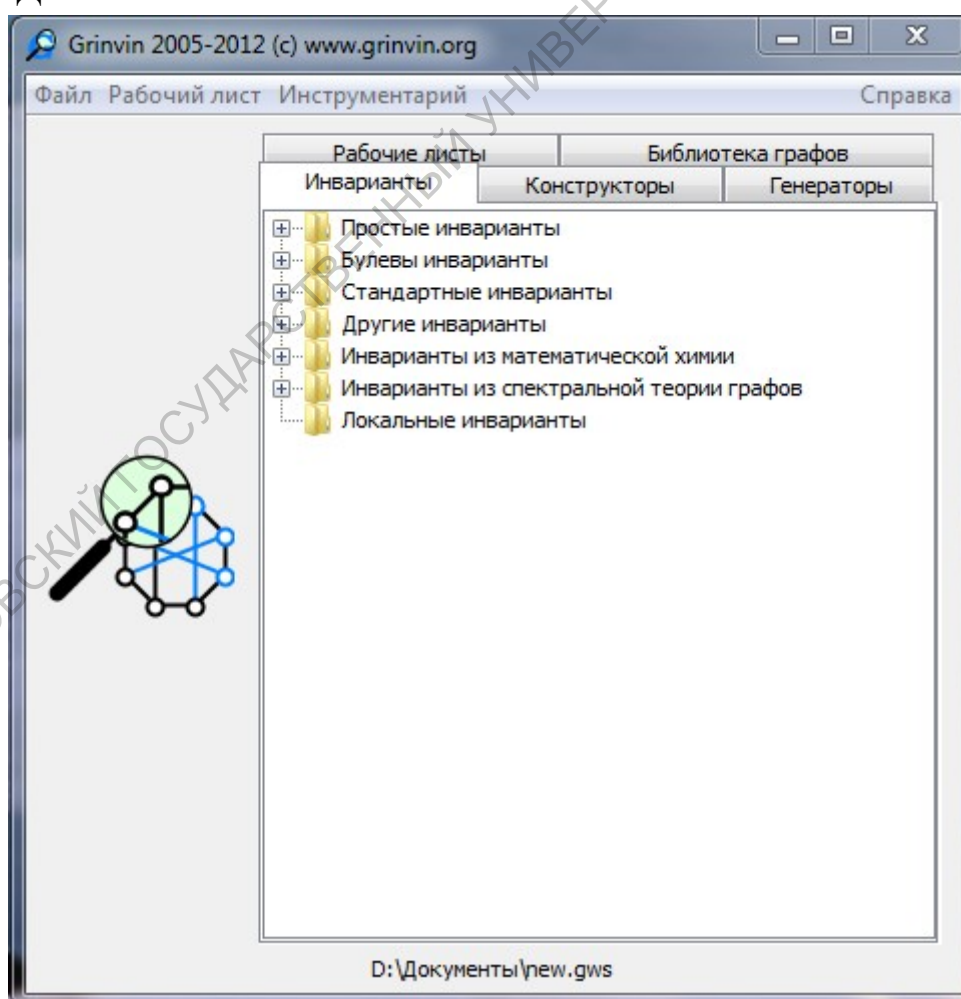 Grinvin 2005-2012 (c) www.grinvin.org
Файл Рабочий лист Инструментарий Справка
Рабочие листы Библиотека графов
Инварианты Конструкторы Генераторы
Простые инварианты
Булевы инварианты
Стандартные инварианты
Другие инварианты
Инварианты из математической химии
Инварианты из спектральной теории графов
Локальные инварианты
D:\Документы\new.gws